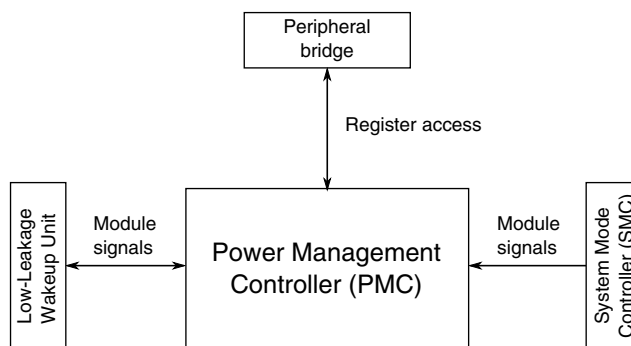 Peripheral
bridge
Register access
Low-Leakage
Wakeup Unit
Module
signals
Power Management
Controller (PMC)
Module
signals
System Mode
Controller (SMC)